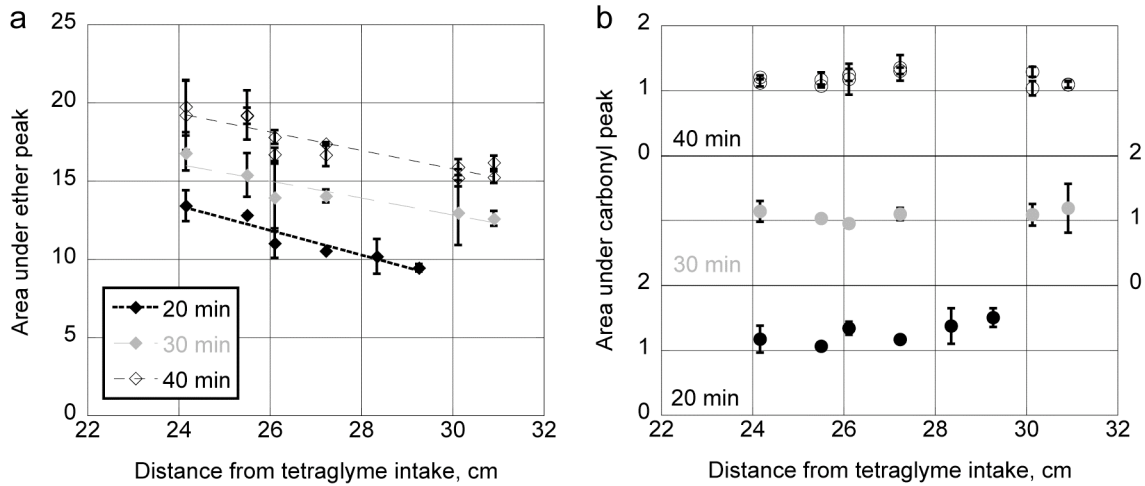 a
Area under ether peak
25
20
15
10
5
0
20 min
30 min
40 min
22 24 26 28 30 32
Distance from tetraglyme intake, cm
b
Area under carbonyl peak
2
1
0
40 min
2
1
0
30 min
2
1
0
20 min
22 24 26 28 30 32
Distance from tetraglyme intake, cm